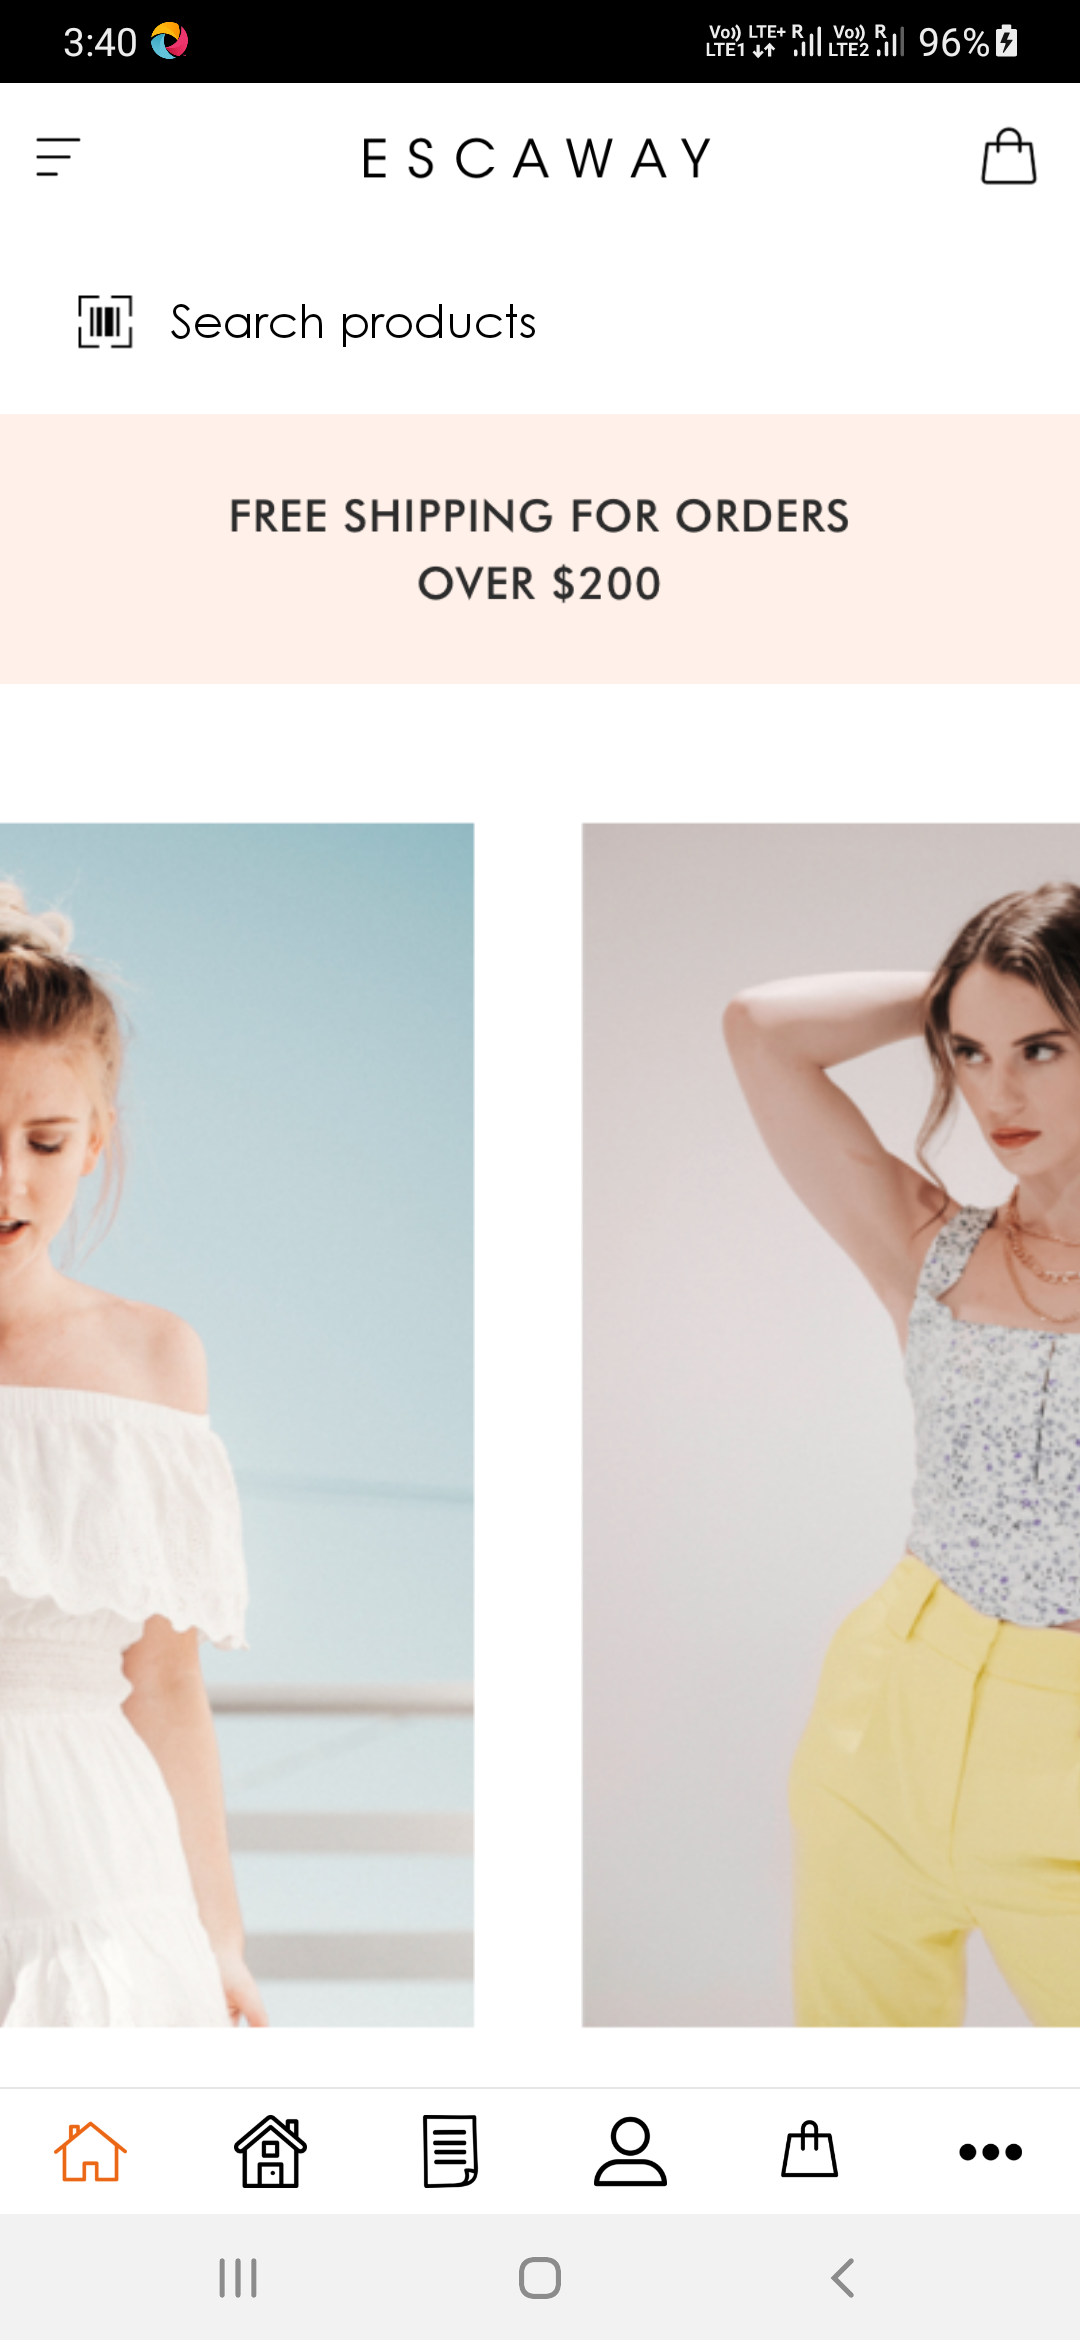 3:40
Vo)) LTE+ R Vo)) R
LTE1 LTE2 96%
ESCAWAY
Search products
FREE SHIPPING FOR ORDERS
OVER $200